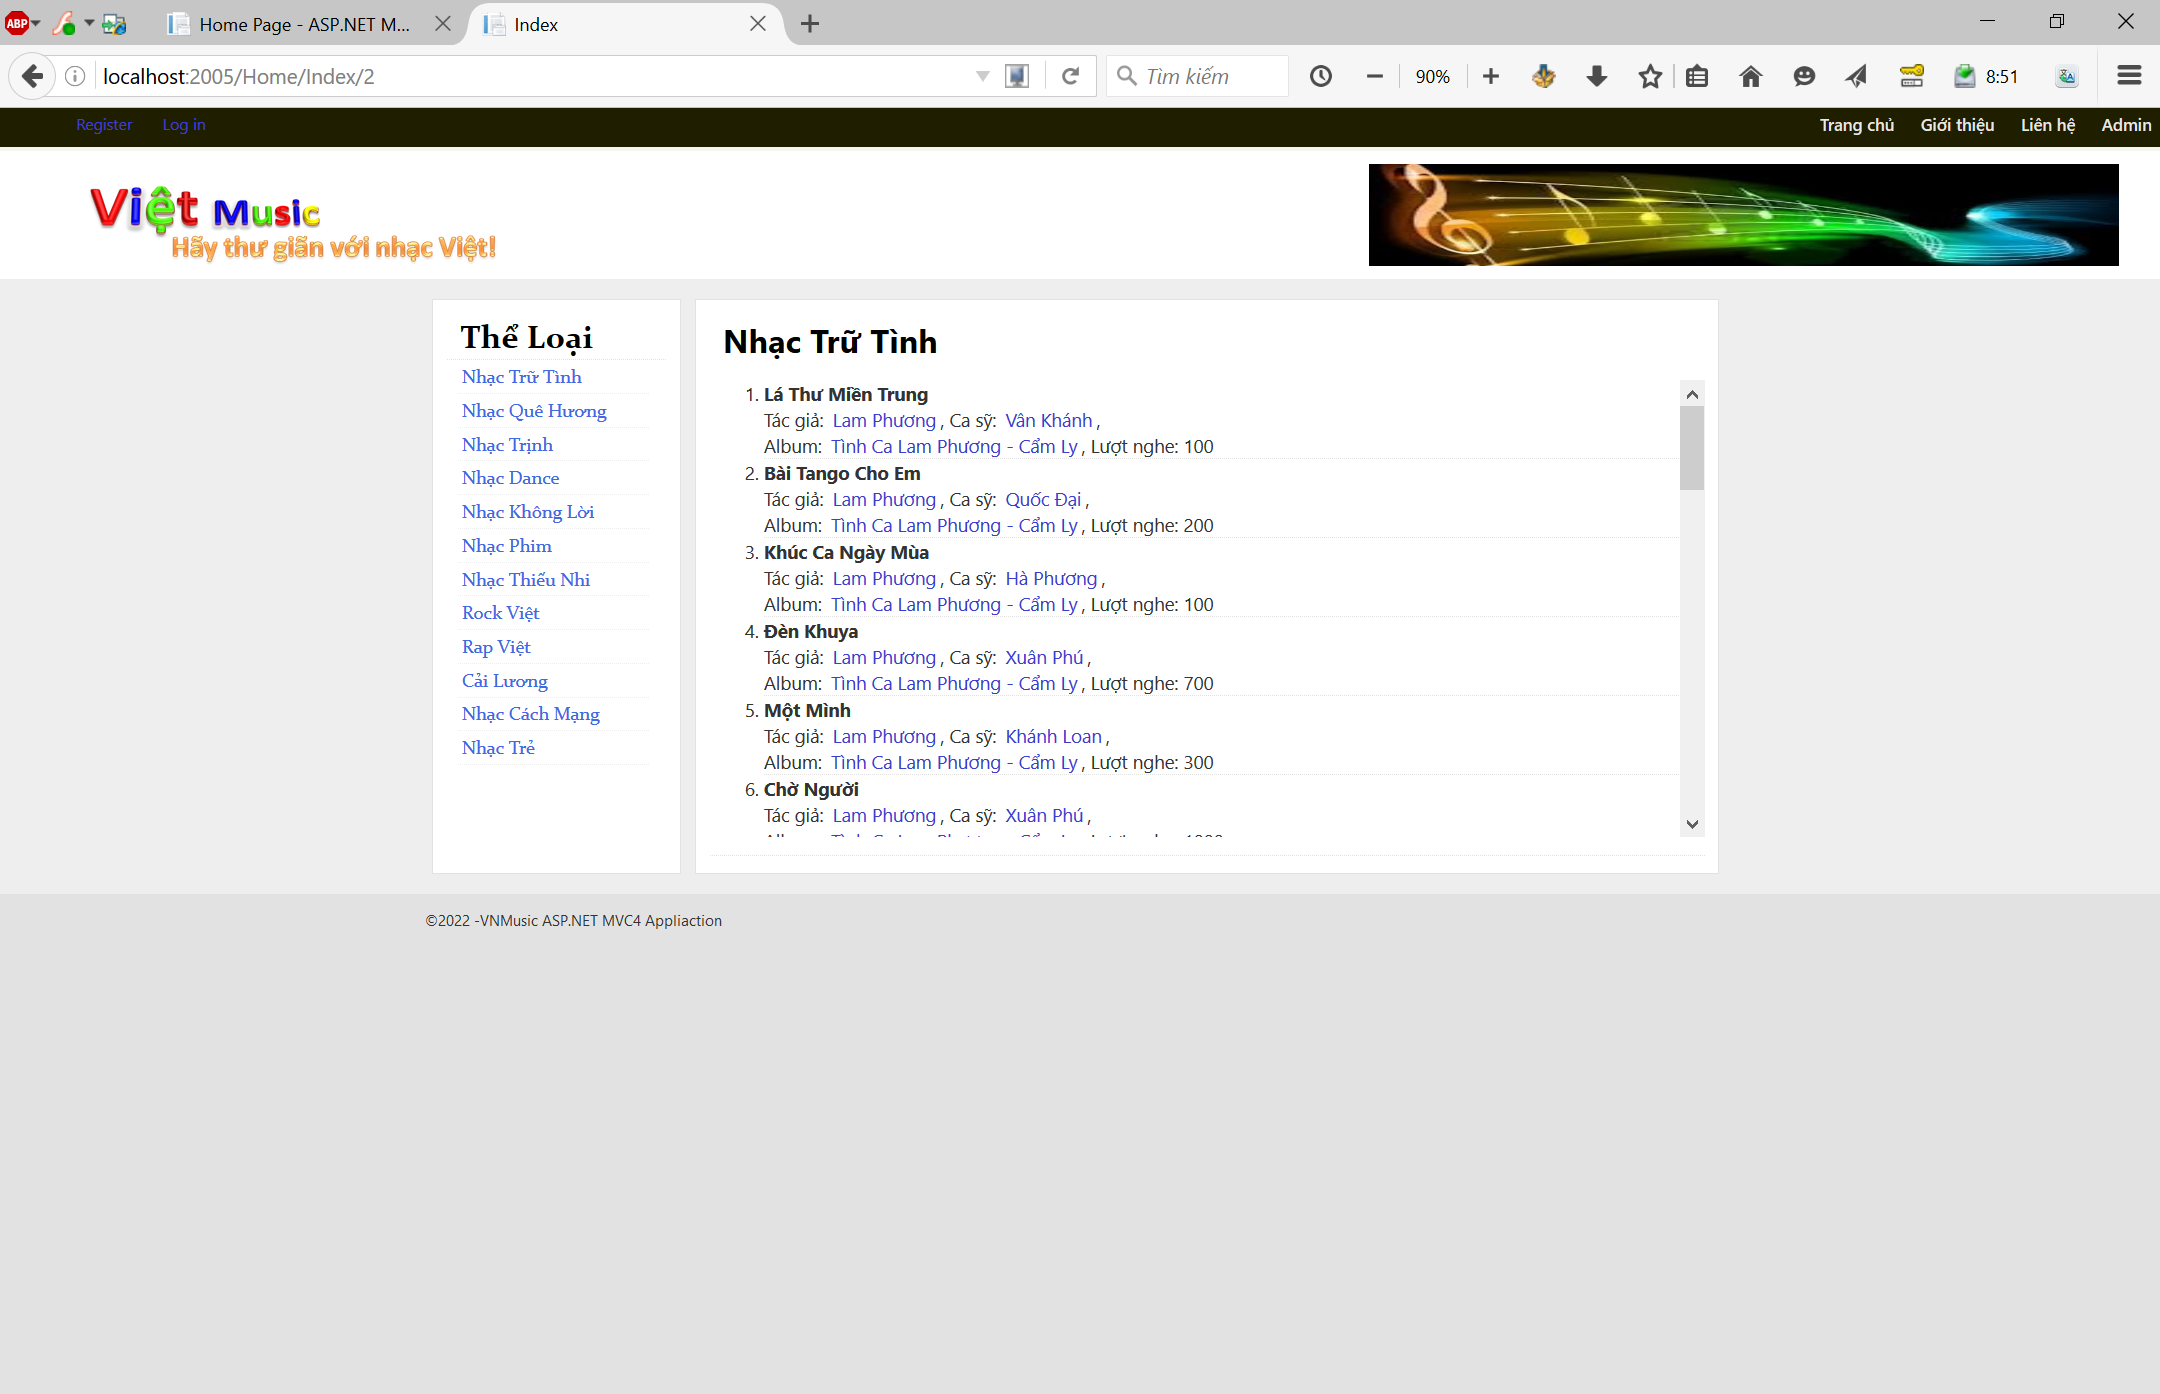 ABP
Home Page - ASP.NET M...
Index
localhost:2005/Home/Index/2
Tìm kiếm
90%
8:51
Register
Log in
Trang chủ
Giới thiệu
Liên hệ
Admin
Việt Music
Hãy thư giãn với nhạc Việt!
Thể Loại
Nhạc Trữ Tình
Nhạc Quê Hương
Nhạc Trịnh
Nhạc Dance
Nhạc Không Lời
Nhạc Phim
Nhạc Thiếu Nhi
Rock Việt
Rap Việt
Cải Lương
Nhạc Cách Mạng
Nhạc Trẻ
Nhạc Trữ Tình
1. Lá Thư Miền Trung
Tác giả: Lam Phương , Ca sỹ: Vân Khánh ,
Album: Tình Ca Lam Phương - Cẩm Ly , Lượt nghe: 100
2. Bài Tango Cho Em
Tác giả: Lam Phương , Ca sỹ: Quốc Đại ,
Album: Tình Ca Lam Phương - Cẩm Ly , Lượt nghe: 200
3. Khúc Ca Ngày Mùa
Tác giả: Lam Phương , Ca sỹ: Hà Phương ,
Album: Tình Ca Lam Phương - Cẩm Ly , Lượt nghe: 100
4. Đèn Khuya
Tác giả: Lam Phương , Ca sỹ: Xuân Phú ,
Album: Tình Ca Lam Phương - Cẩm Ly , Lượt nghe: 700
5. Một Mình
Tác giả: Lam Phương , Ca sỹ: Khánh Loan ,
Album: Tình Ca Lam Phương - Cẩm Ly , Lượt nghe: 300
6. Chờ Người
Tác giả: Lam Phương , Ca sỹ: Xuân Phú ,
©2022 -VNMusic ASP.NET MVC4 Appliaction